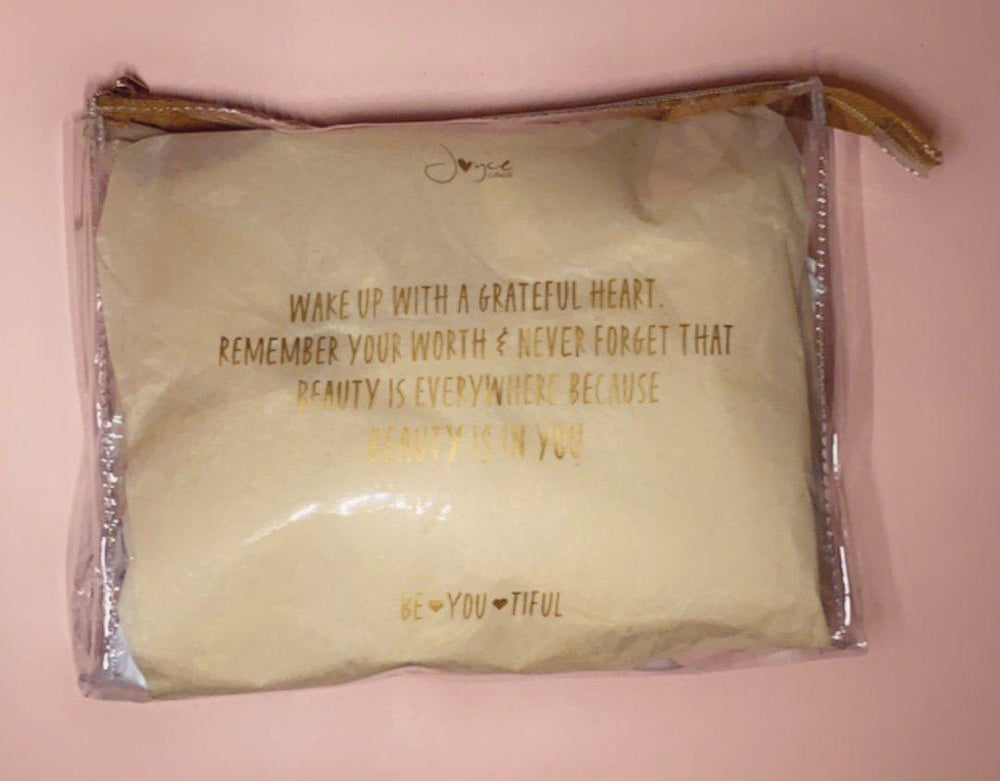 Joyce
WAKE UP WITH A GRATEFUL HEART.
REMEMBER YOUR WORTH & NEVER FORGET THAT
BEAUTY IS EVERYWHERE BECAUSE
BEAUTY IS IN YOU
BE♥YOU♥TIFUL